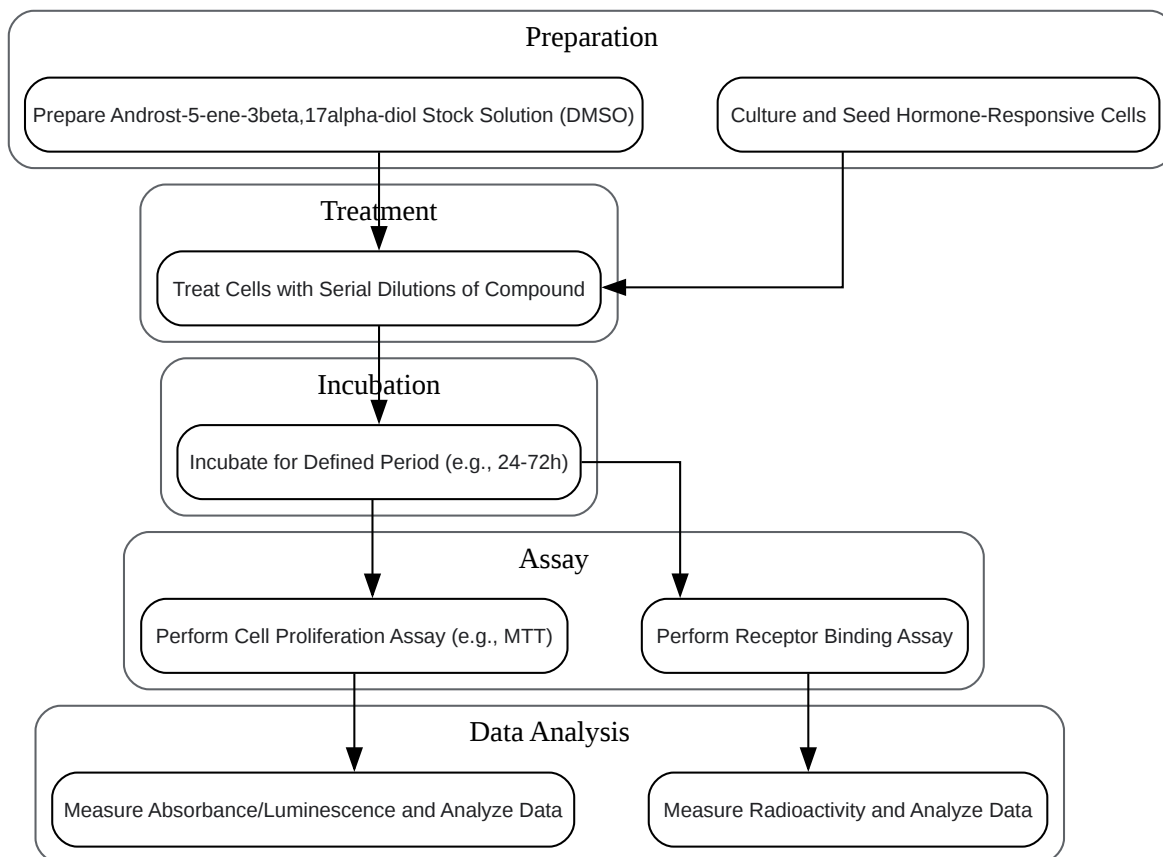 Preparation
Prepare Androst-5-ene-3beta,17alpha-diol Stock Solution (DMSO)
Culture and Seed Hormone-Responsive Cells
Treatment
Treat Cells with Serial Dilutions of Compound
Incubation
Incubate for Defined Period (e.g., 24-72h)
Assay
Perform Cell Proliferation Assay (e.g., MTT)
Perform Receptor Binding Assay
Data Analysis
Measure Absorbance/Luminescence and Analyze Data
Measure Radioactivity and Analyze Data